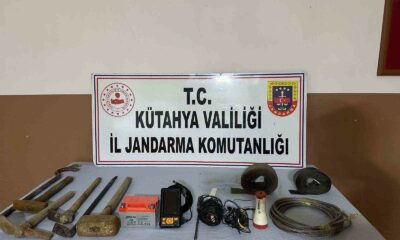 T.C.
KÜTAHYA VALİLİĞİ
İL JANDARMA KOMUTANLIĞI